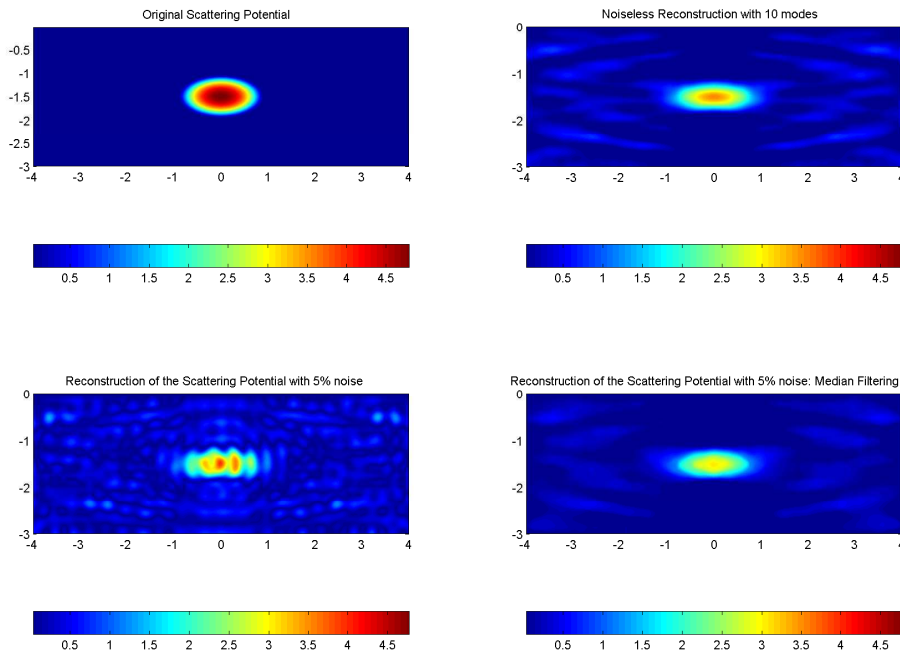 Original Scattering Potential
-0.5
-1
-1.5
-2
-2.5
-3
-4 -3 -2 -1 0 1 2 3 4
0.5 1 1.5 2 2.5 3 3.5 4 4.5
Noiseless Reconstruction with 10 modes
0
-1
-2
-3
-4 -3 -2 -1 0 1 2 3 4
0.5 1 1.5 2 2.5 3 3.5 4 4.5
Reconstruction of the Scattering Potential with 5% noise
0
-1
-2
-3
-4 -3 -2 -1 0 1 2 3 4
0.5 1 1.5 2 2.5 3 3.5 4 4.5
Reconstruction of the Scattering Potential with 5% noise: Median Filtering
0
-1
-2
-3
-4 -3 -2 -1 0 1 2 3 4
0.5 1 1.5 2 2.5 3 3.5 4 4.5